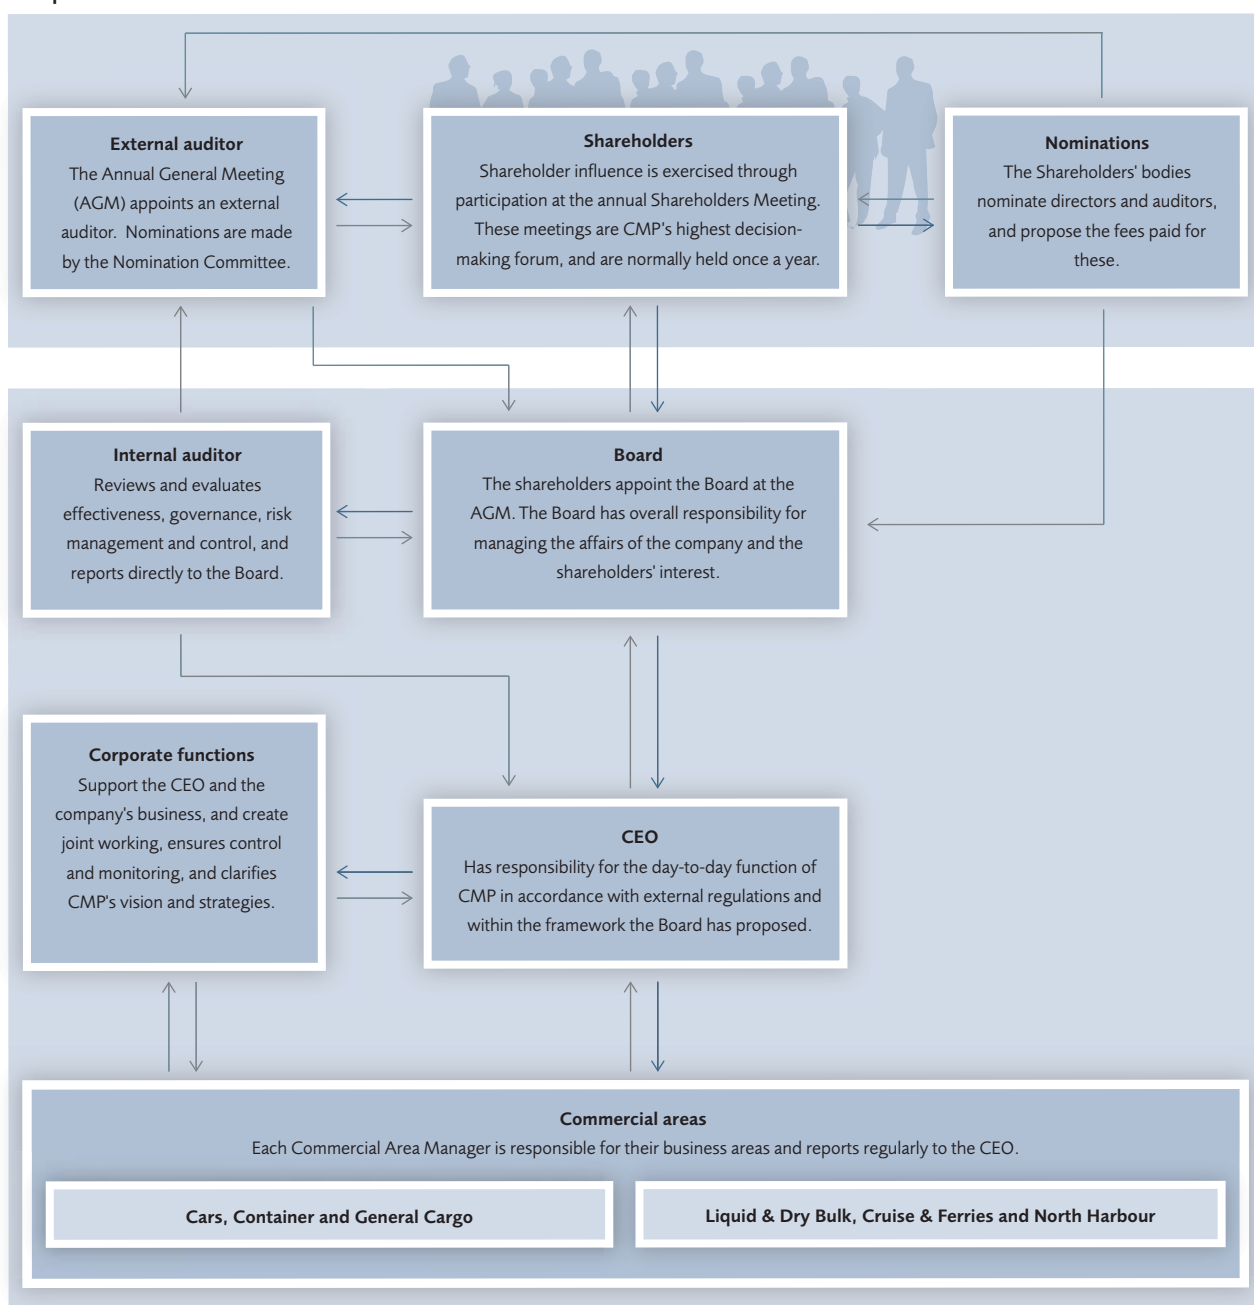 External auditor
The Annual General Meeting
(AGM) appoints an external
auditor.  Nominations are made
by the Nomination Committee.
Shareholders
Shareholder influence is exercised through
participation at the annual Shareholders Meeting.
These meetings are CMP's highest decision-
making forum, and are normally held once a year.
Nominations
The Shareholders' bodies
nominate directors and auditors,
and propose the fees paid for
these.
Internal auditor
Reviews and evaluates
effectiveness, governance, risk
management and control, and
reports directly to the Board.
Board
The shareholders appoint the Board at the
AGM. The Board has overall responsibility for
managing the affairs of the company and the
shareholders' interest.
Corporate functions
Support the CEO and the
company's business, and create
joint working, ensures control
and monitoring, and clarifies
CMP's vision and strategies.
CEO
Has responsibility for the day-to-day function of
CMP in accordance with external regulations and
within the framework the Board has proposed.
Commercial areas
Each Commercial Area Manager is responsible for their business areas and reports regularly to the CEO.
Cars, Container and General Cargo
Liquid & Dry Bulk, Cruise & Ferries and North Harbour